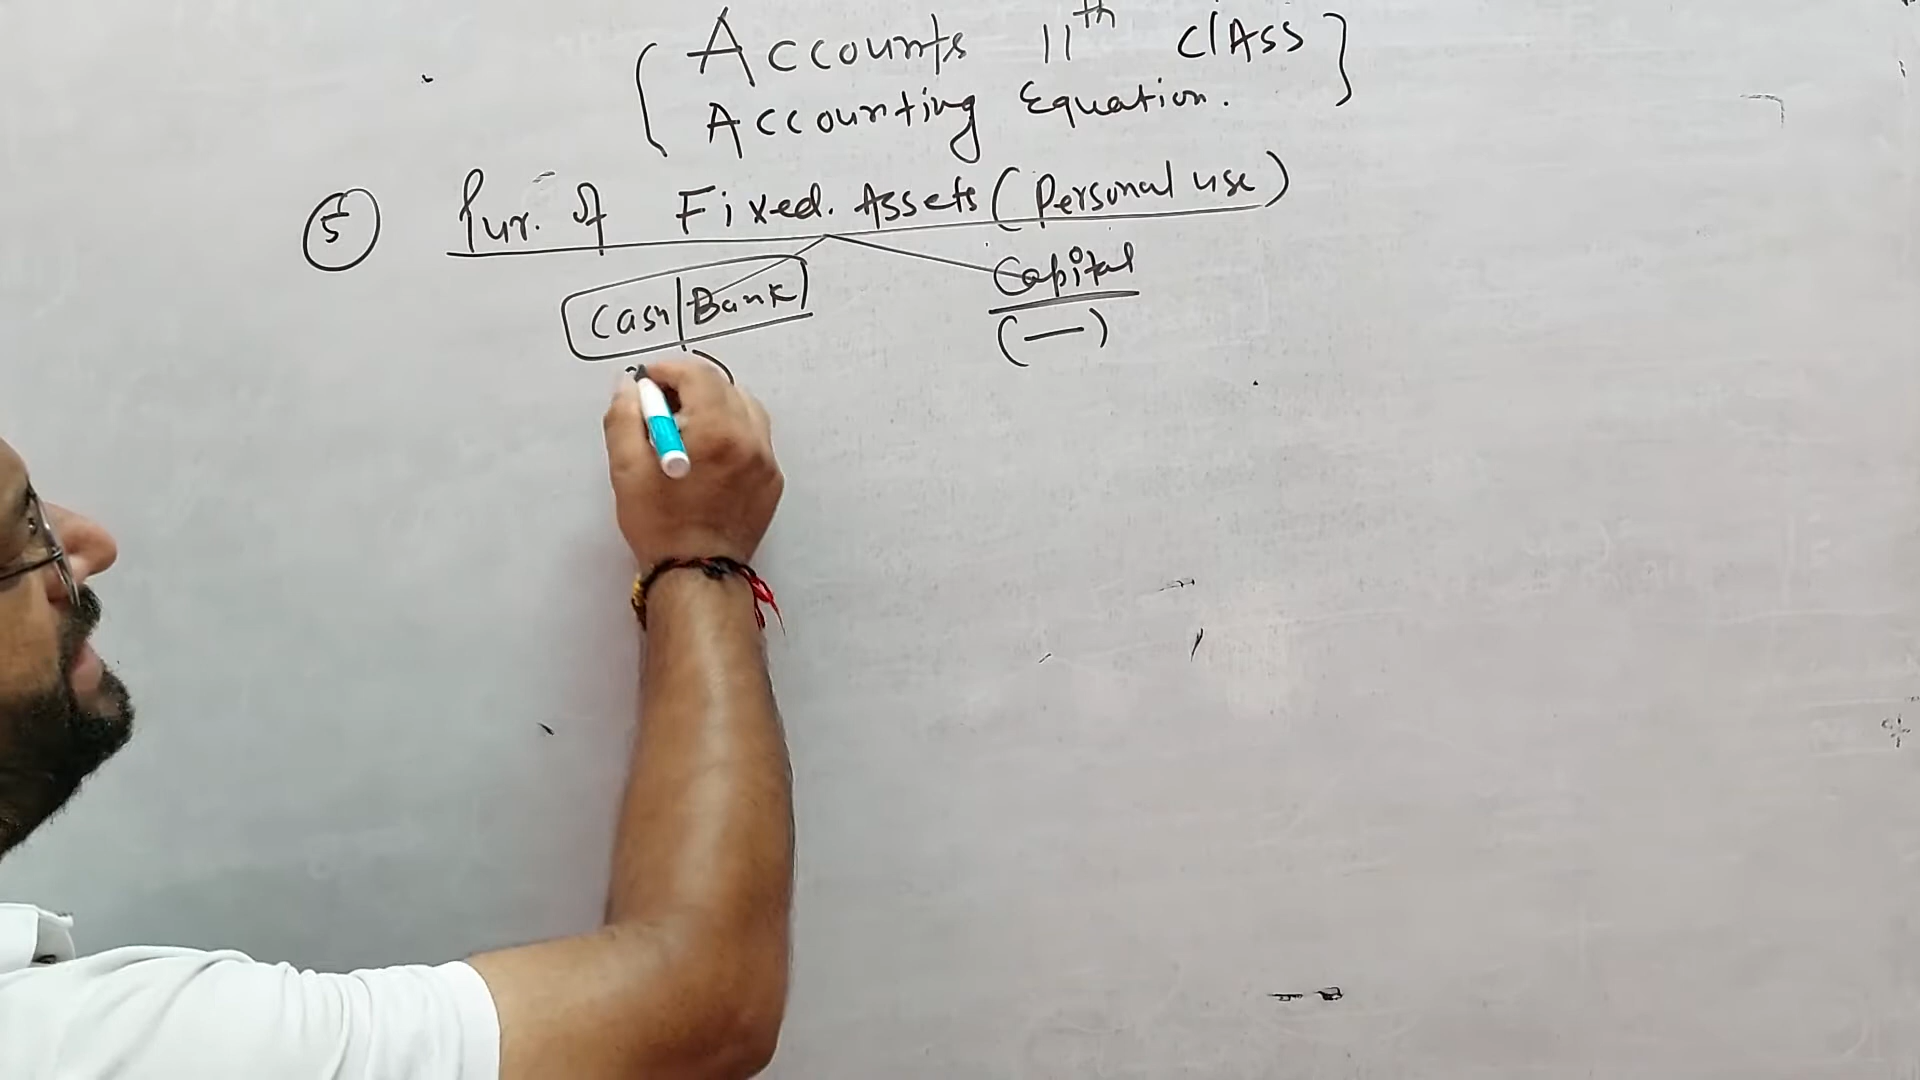 Accounts 11th CLASS
Accounting Equation.
5 Pur. of Fixed. Assets (Personal use)
Cash|Bank Capital
(—)